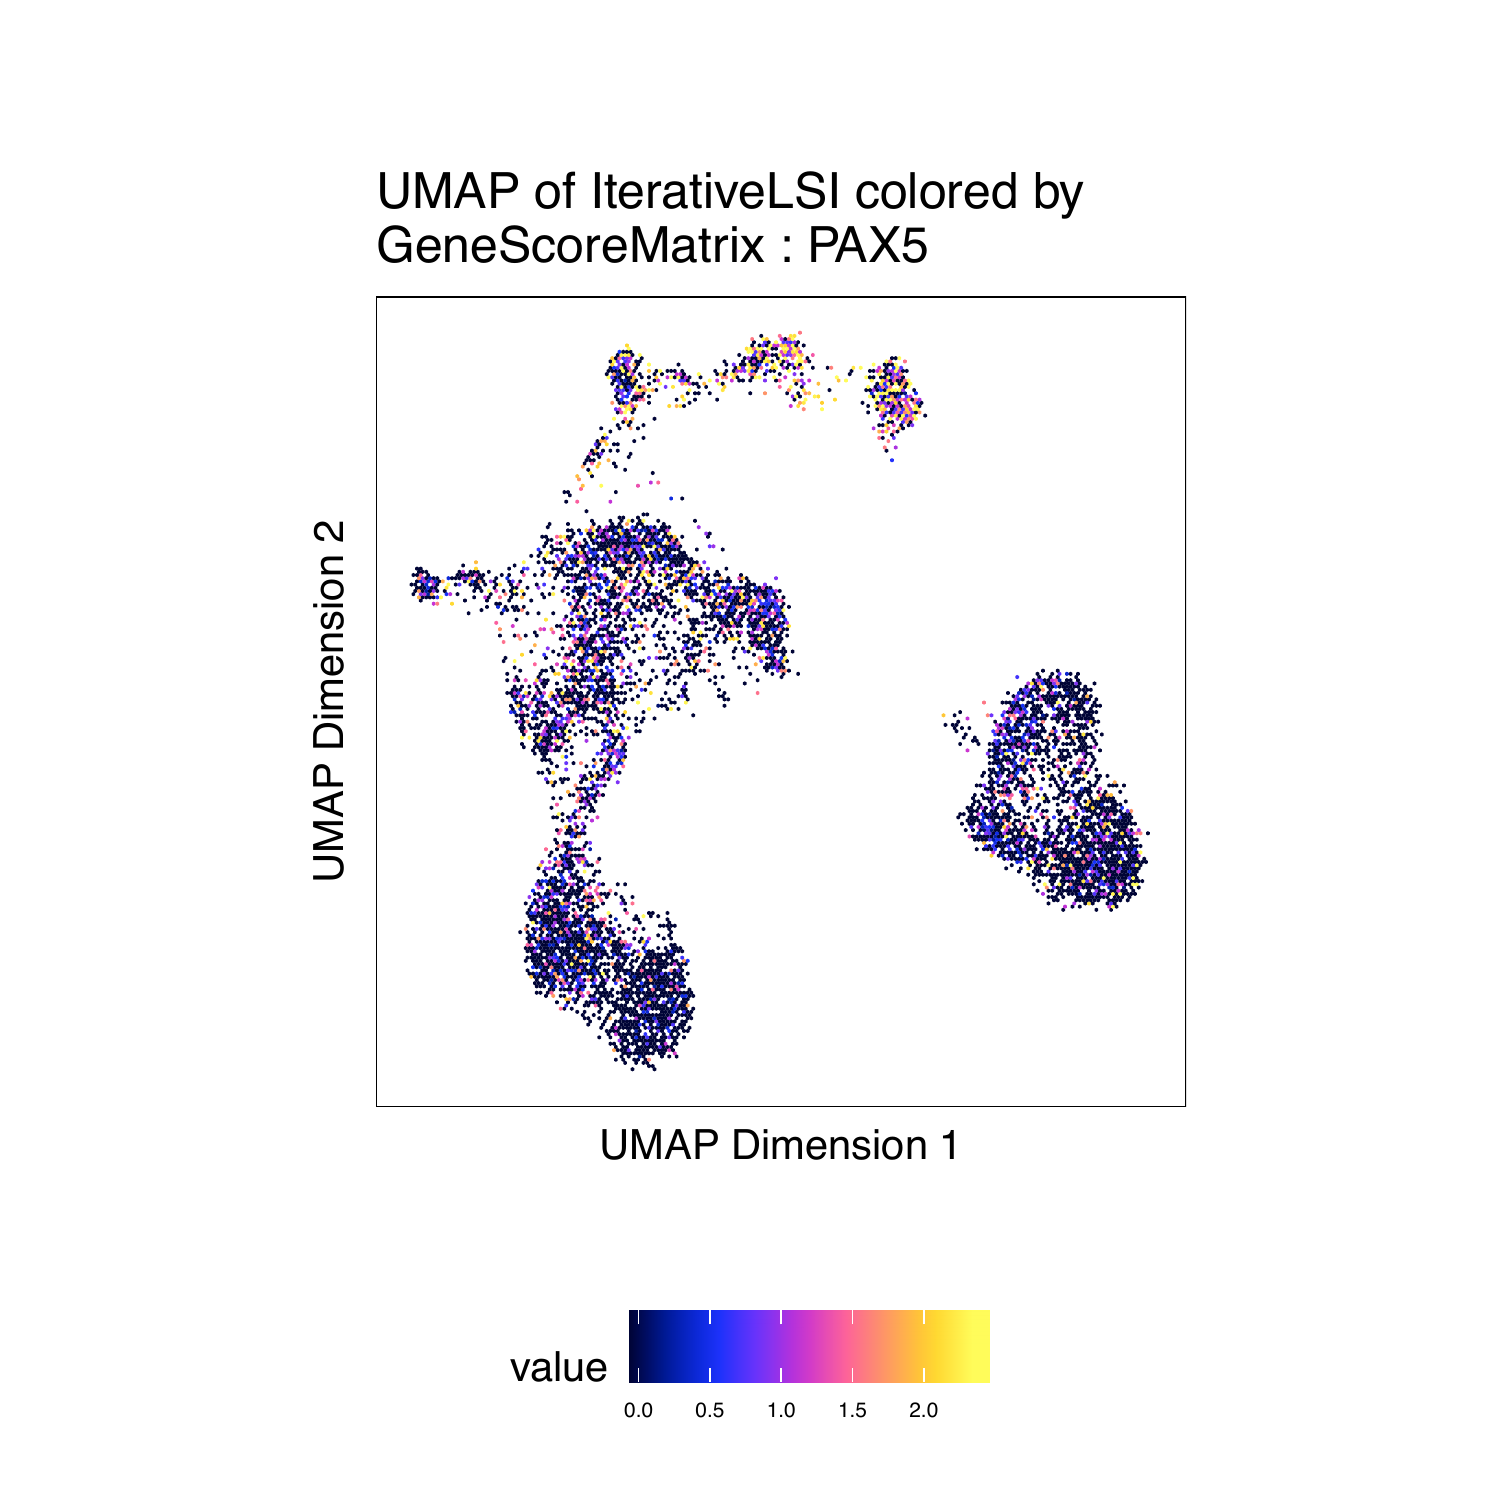 UMAP of IterativeLSI colored by
GeneScoreMatrix : PAX5
UMAP Dimension 2
UMAP Dimension 1
value
0.0 0.5 1.0 1.5 2.0